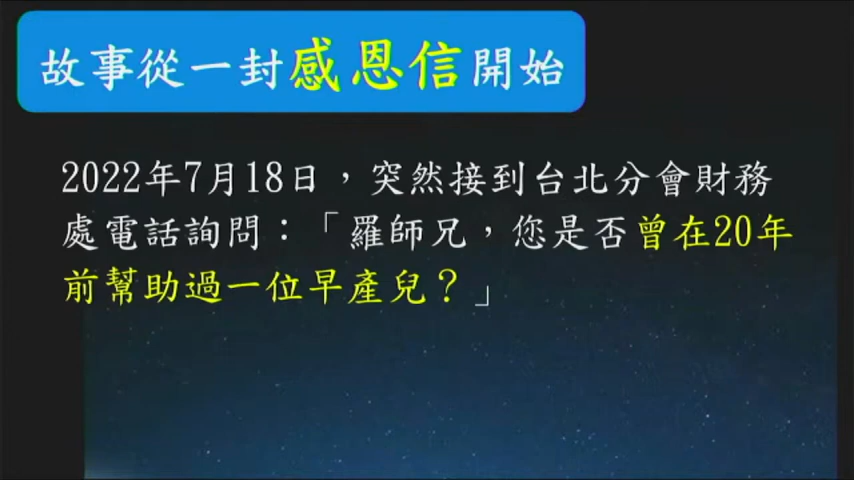 故事從一封感恩信開始
2022年7月18日，突然接到台北分會財務
處電話詢問：「羅師兄，您是否曾在20年
前幫助過一位早產兒？」